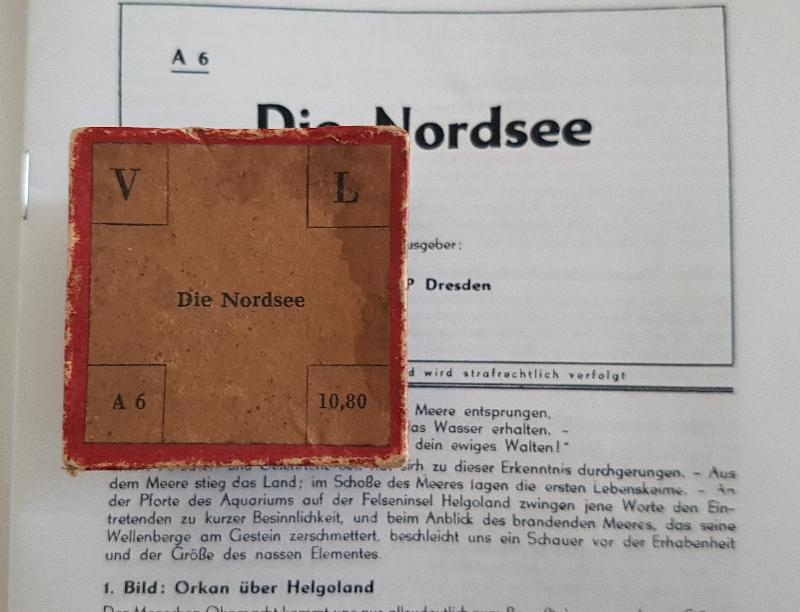 A 6
Die Nordsee
V L
Die Nordsee
A 6 10,80
usgeber:
P Dresden
d wird strafrechtlich verfolgt
Meere entsprungen,
das Wasser erhalten. –
dein ewiges Walten!"
sich zu dieser Erkenntnis durchgerungen. – Aus
dem Meere stieg das Land; im Schoße des Meeres lagen die ersten Lebenskeime. – An
der Pforte des Aquariums auf der Felseninsel Helgoland zwingen jene Worte den Ein-
tretenden zu kurzer Besinnlichkeit, und beim Anblick des brandenden Meeres, das seine
Wellenberge am Gestein zerschmettert, beschleicht uns ein Schauer vor der Erhabenheit
und der Größe des nassen Elementes.
1. Bild: Orkan über Helgoland